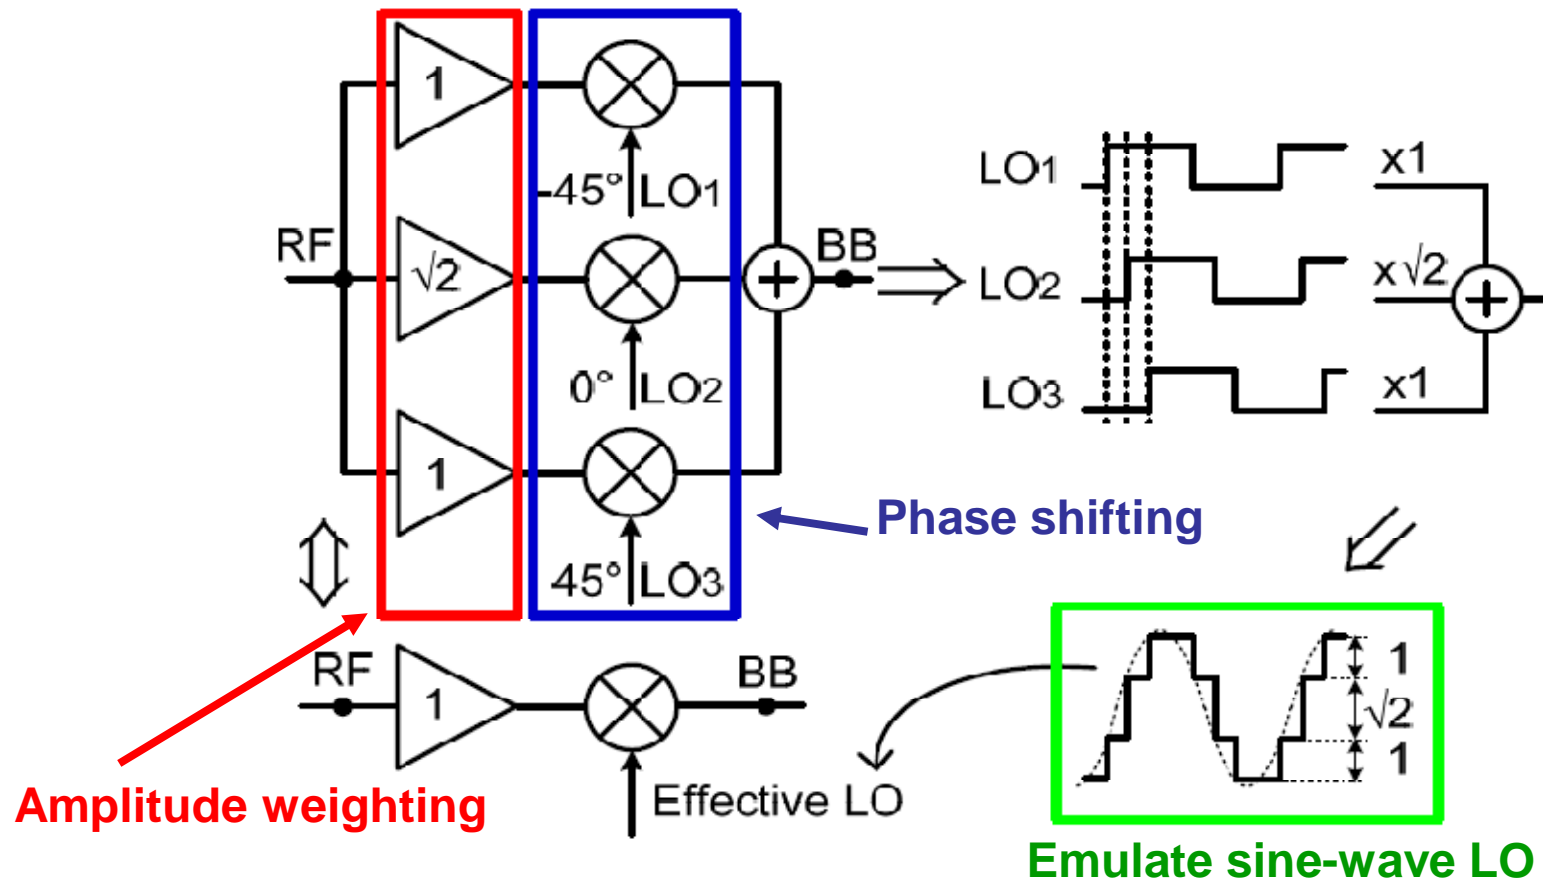 1
-45° LO1
RF
√2
BB
0° LO2
1
45° LO3
Phase shifting
LO1
x1
LO2
x√2
LO3
x1
RF
1
BB
Effective LO
Amplitude weighting
1
√2
1
Emulate sine-wave LO